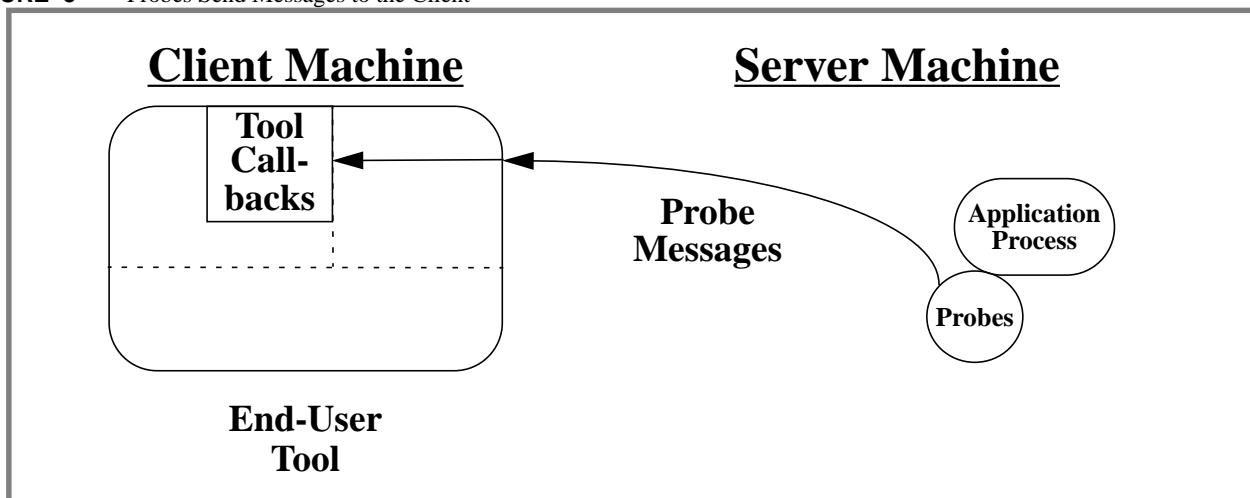 Probes Send Messages to the Client
Client Machine
Server Machine
Tool
Call-
backs
Probe
Messages
Application
Process
Probes
End-User
Tool